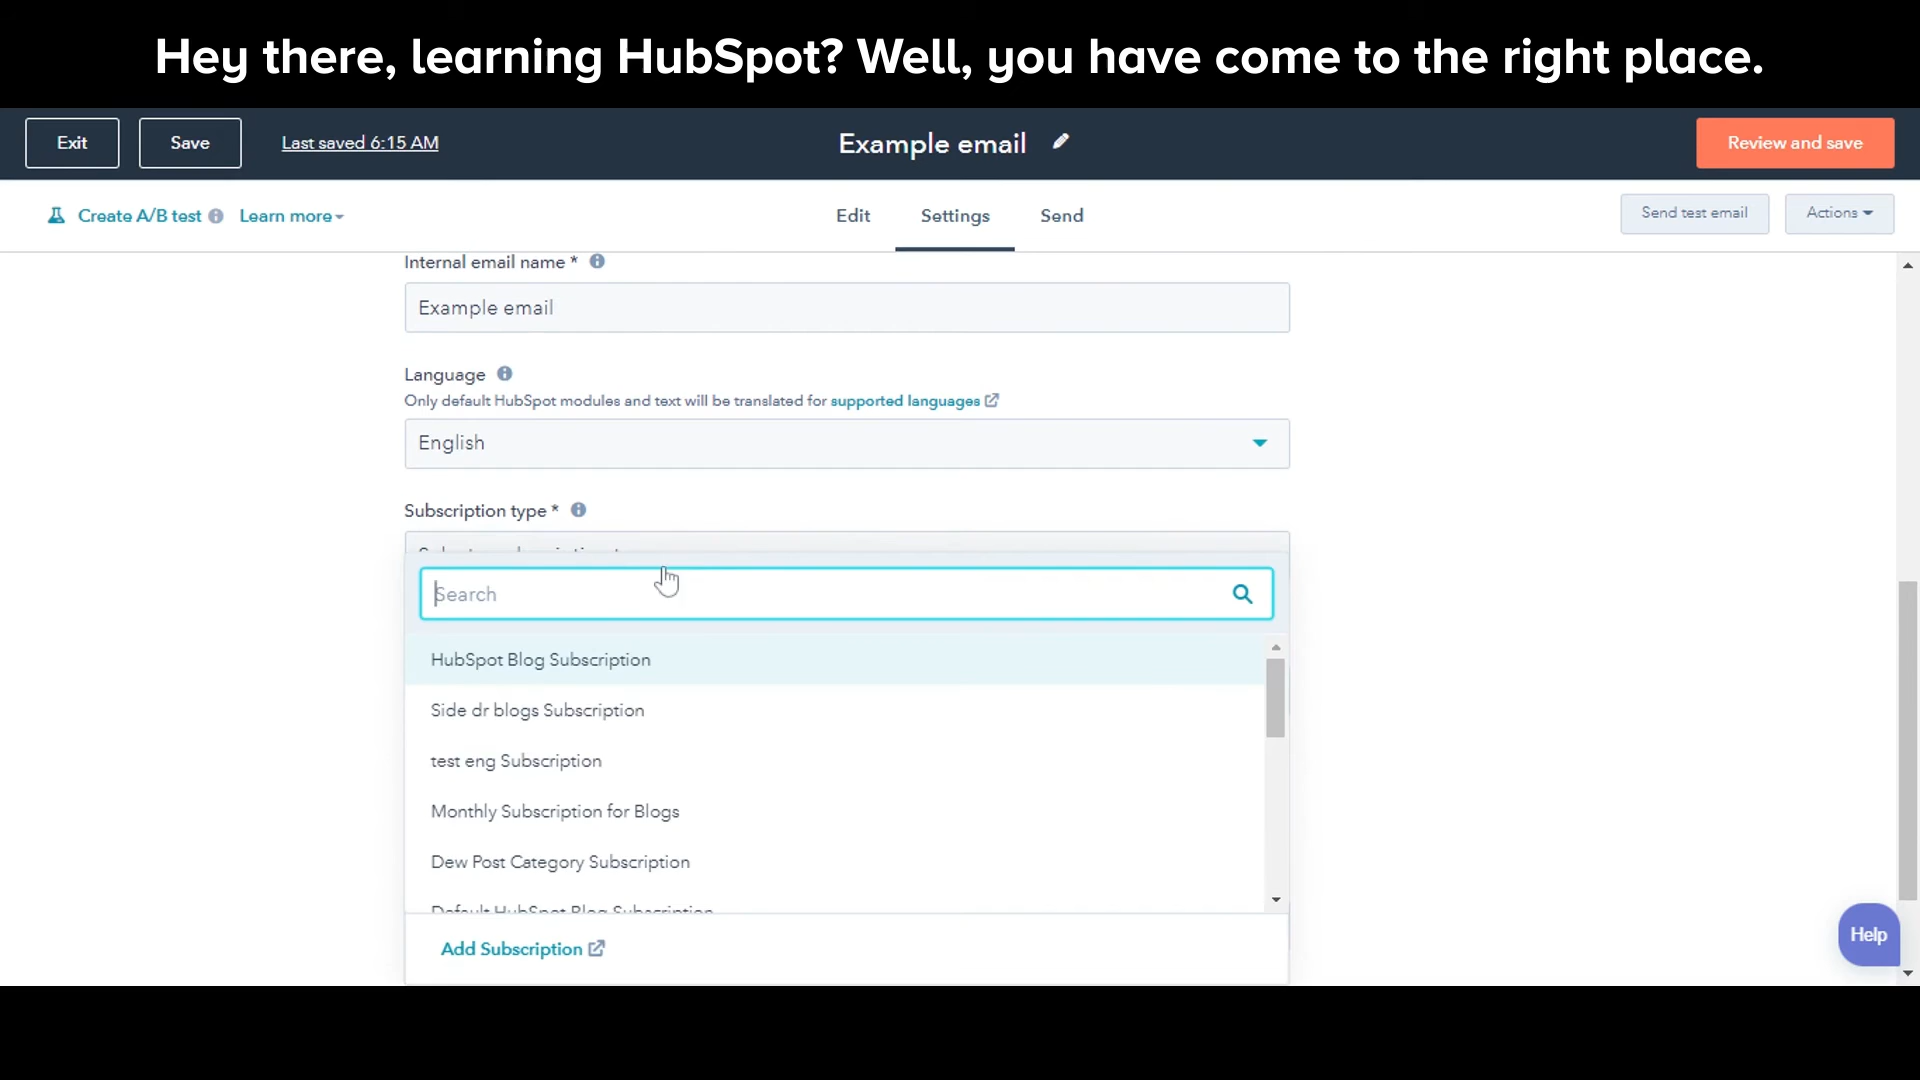 Hey there, learning HubSpot? Well, you have come to the right place.
Exit
Save
Last saved 6:15 AM
Example email
Review and save
Create A/B test
Learn more
Edit
Settings
Send
Send test email
Actions
Internal email name *
Example email
Language
Only default HubSpot modules and text will be translated for supported languages
English
Subscription type *
Search
HubSpot Blog Subscription
Side dr blogs Subscription
test eng Subscription
Monthly Subscription for Blogs
Dew Post Category Subscription
Default HubSpot Blog Subscription
Add Subscription
Help